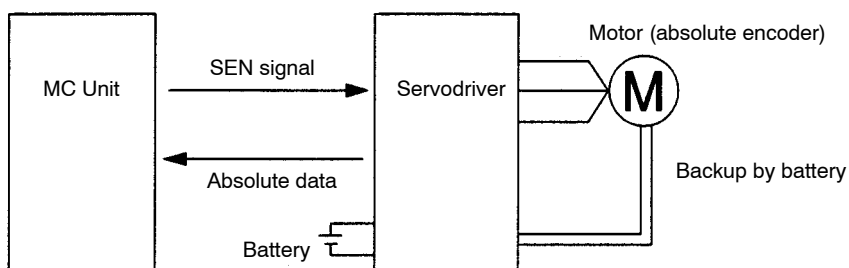 Motor (absolute encoder)
MC Unit
SEN signal
Servodriver
M
Absolute data
Backup by battery
Battery